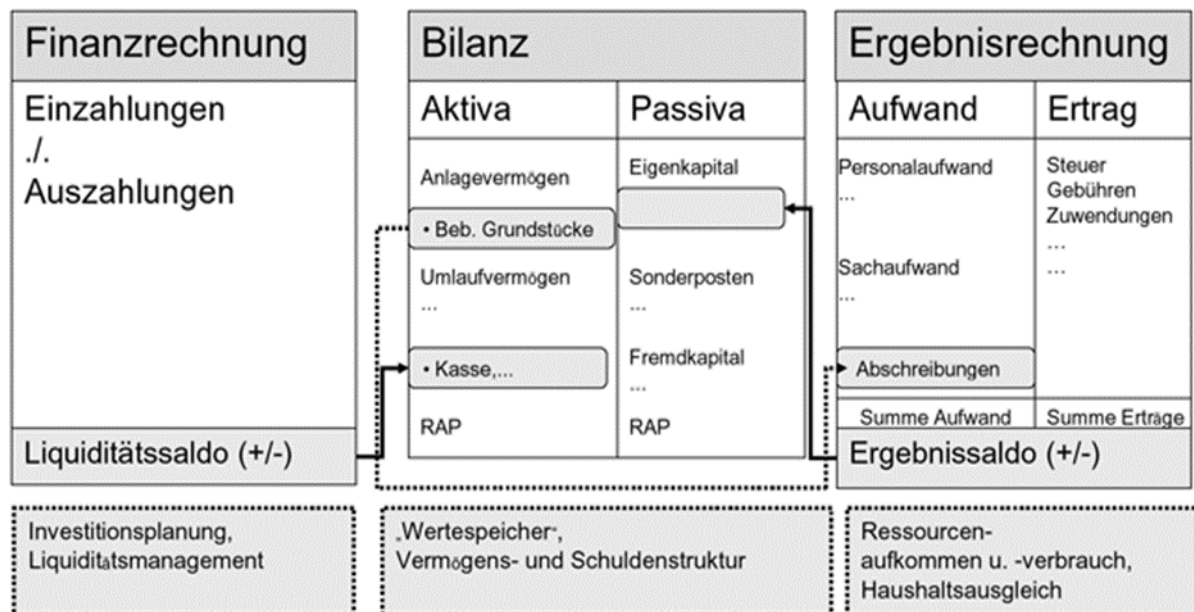 Finanzrechnung
Einzahlungen
./.
Auszahlungen
Liquiditätssaldo (+/-)
Investitionsplanung,
Liquiditätsmanagement
Bilanz
Aktiva
Anlagevermögen
• Beb. Grundstücke
Umlaufvermögen
...
• Kasse,...
RAP
Passiva
Eigenkapital
Sonderposten
...
Fremdkapital
...
RAP
„Wertespeicher“,
Vermögens- und Schuldenstruktur
Ergebnisrechnung
Aufwand
Personalaufwand
...
Sachaufwand
...
Abschreibungen
Summe Aufwand
Ertrag
Steuer
Gebühren
Zuwendungen
...
...
Summe Erträge
Ergebnissaldo (+/-)
Ressourcen-
aufkommen u. -verbrauch,
Haushaltsausgleich